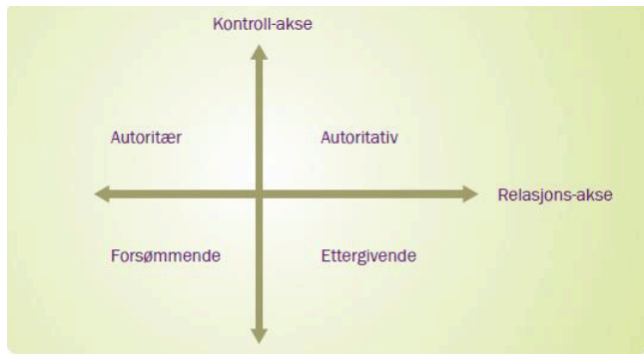 Kontroll-akse
Autoritær
Autoritativ
Relasjons-akse
Forsømmende
Ettergivende